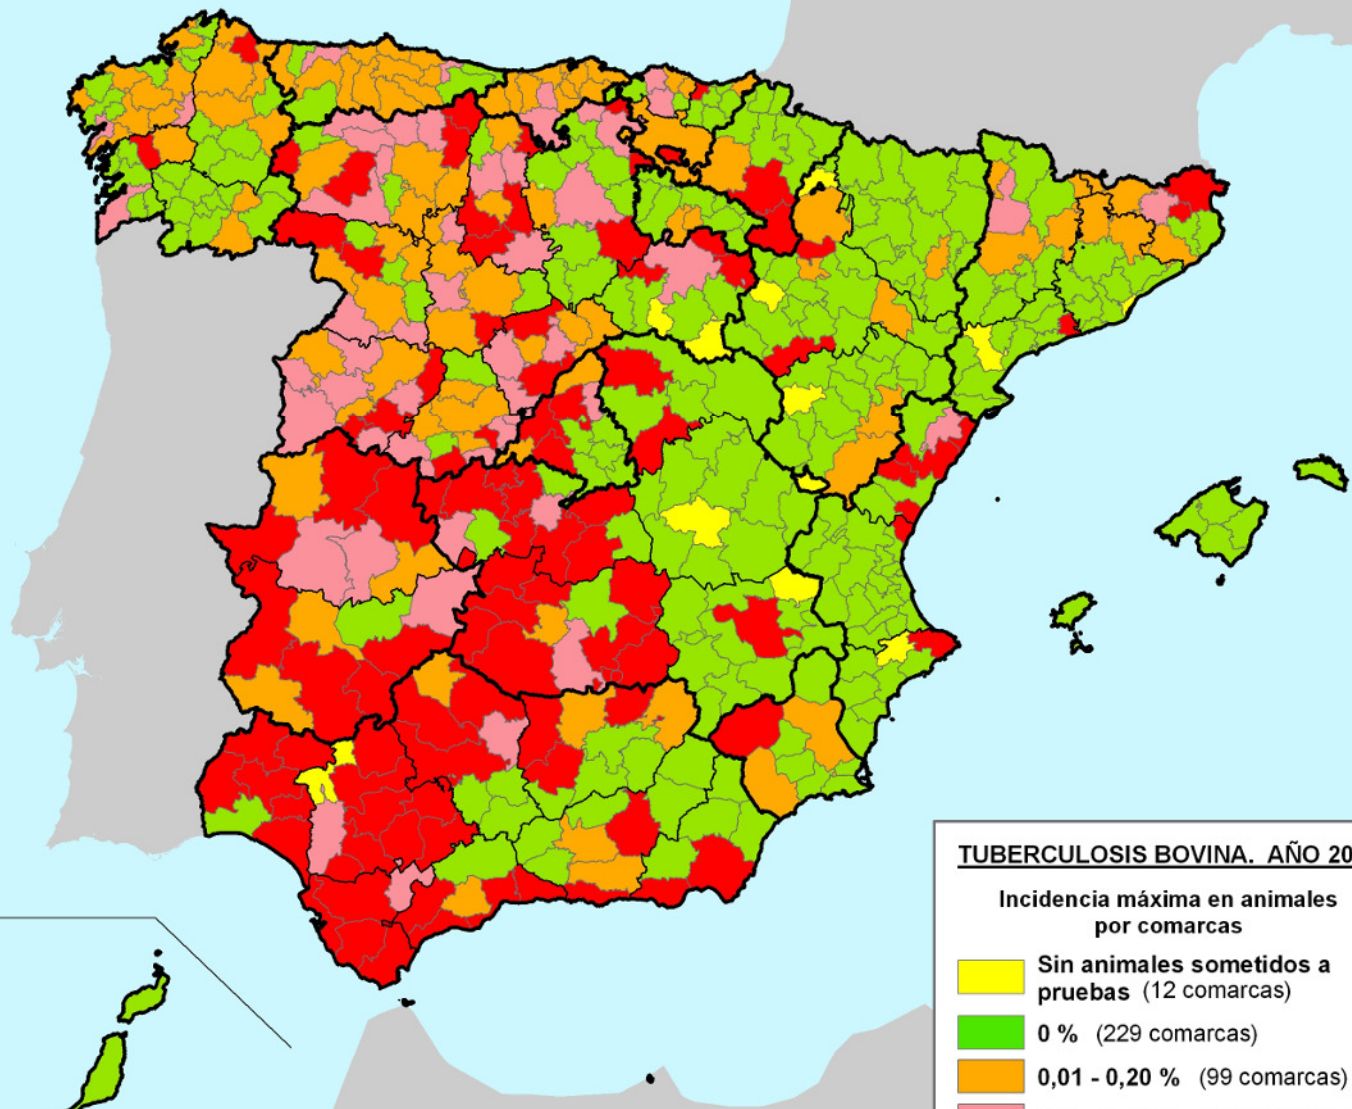 TUBERCULOSIS BOVINA. AÑO 20
Incidencia máxima en animales
por comarcas
Sin animales sometidos a
pruebas (12 comarcas)
0 % (229 comarcas)
0,01 - 0,20 % (99 comarcas)